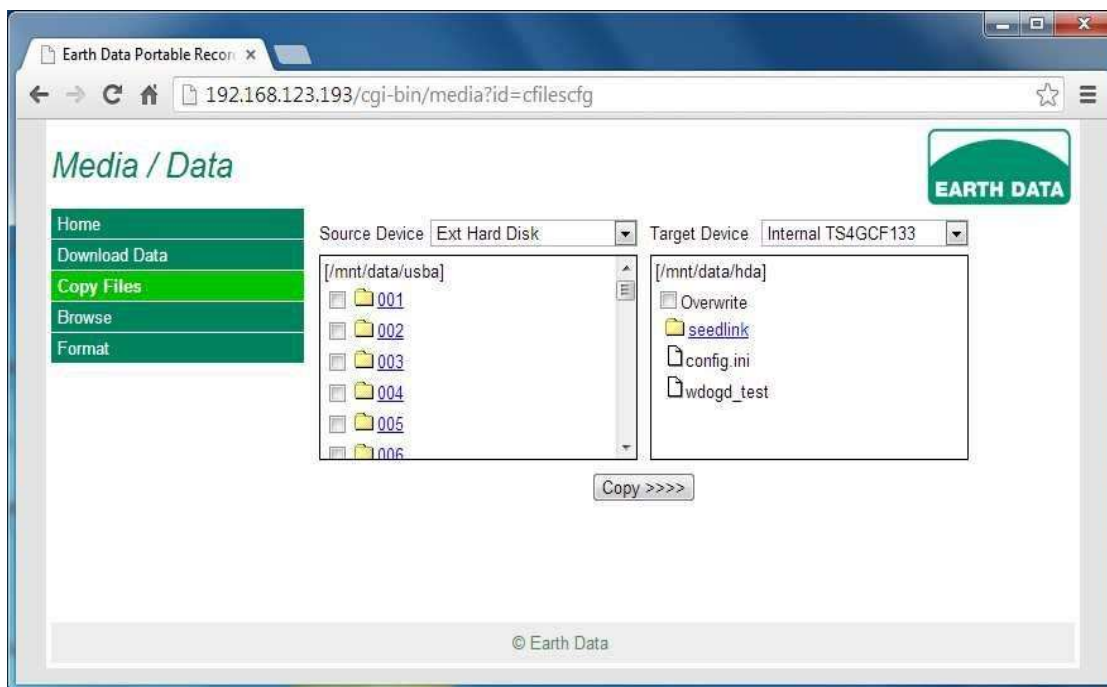 Earth Data Portable Recor
192.168.123.193/cgi-bin/media?id=cfilescfg
Media / Data
EARTH DATA
Home
Download Data
Copy Files
Browse
Format
Source Device Ext Hard Disk
Target Device Internal TS4GCF133
[/mnt/data/usba]
001
002
003
004
005
006
[/mnt/data/hda]
Overwrite
seedlink
config.ini
wdogd_test
Copy >>>>
© Earth Data